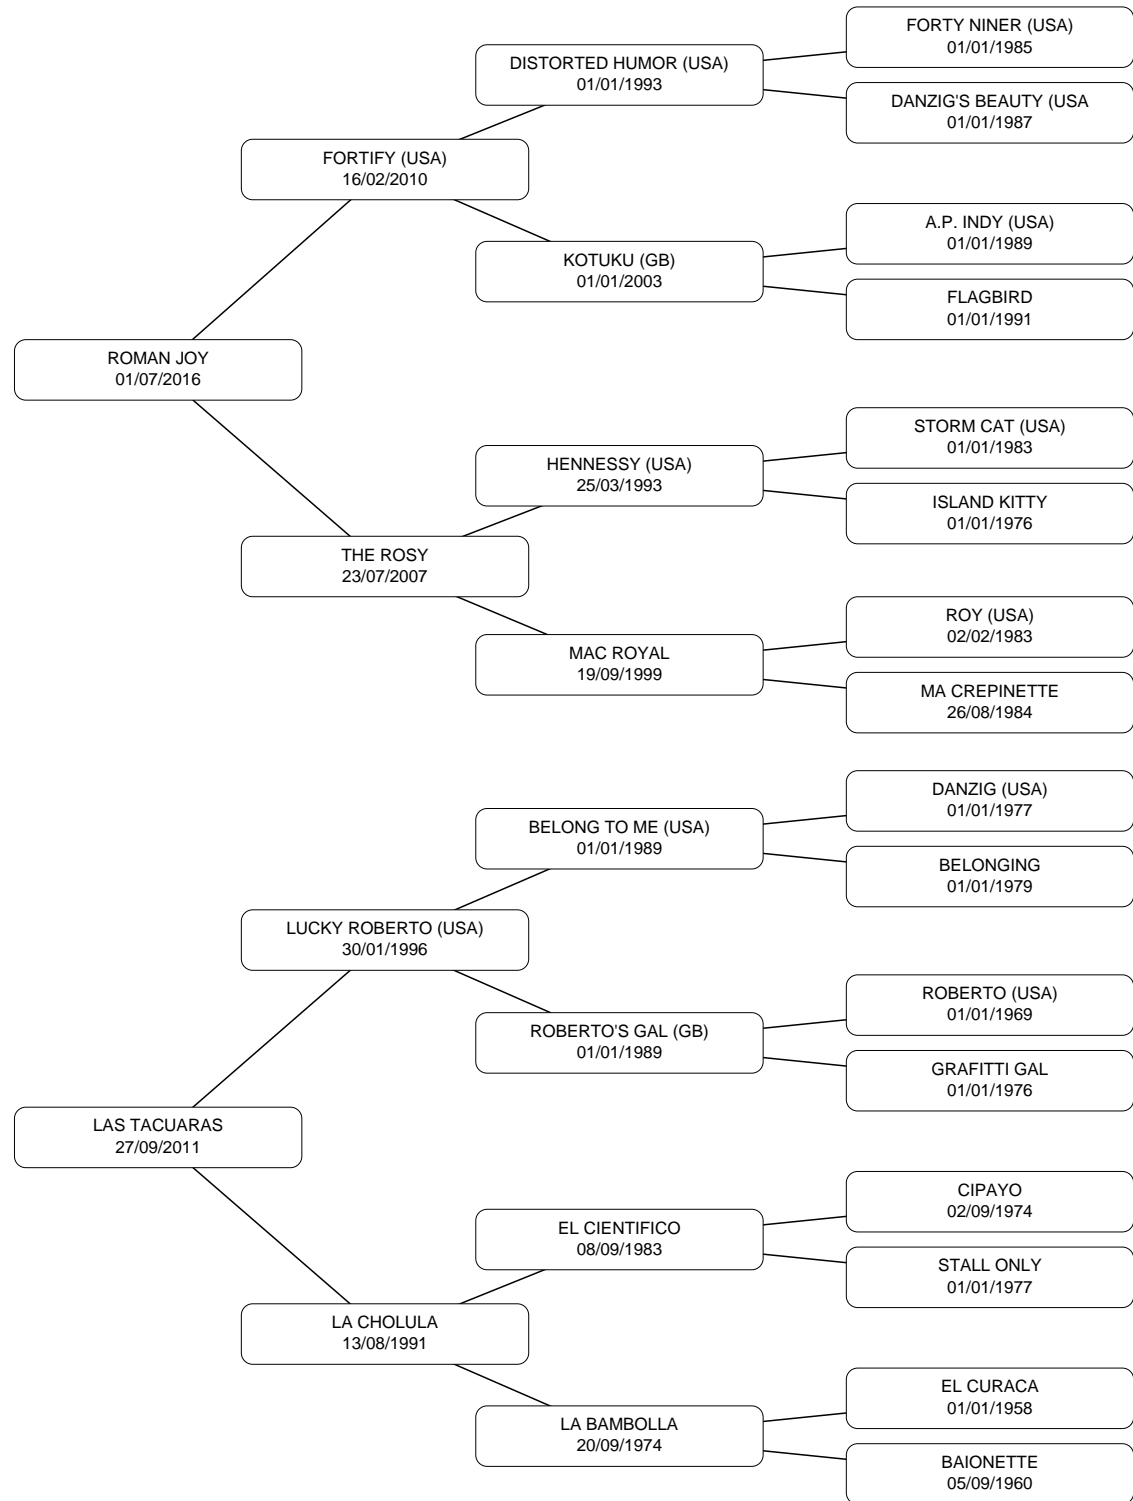 FORTY NINER (USA)
01/01/1985
DISTORTED HUMOR (USA)
01/01/1993
DANZIG'S BEAUTY (USA
01/01/1987
FORTIFY (USA)
16/02/2010
A.P. INDY (USA)
01/01/1989
KOTUKU (GB)
01/01/2003
FLAGBIRD
01/01/1991
ROMAN JOY
01/07/2016
STORM CAT (USA)
01/01/1983
HENNESSY (USA)
25/03/1993
ISLAND KITTY
01/01/1976
THE ROSY
23/07/2007
ROY (USA)
02/02/1983
MAC ROYAL
19/09/1999
MA CREPINETTE
26/08/1984
DANZIG (USA)
01/01/1977
BELONG TO ME (USA)
01/01/1989
BELONGING
01/01/1979
LUCKY ROBERTO (USA)
30/01/1996
ROBERTO (USA)
01/01/1969
ROBERTO'S GAL (GB)
01/01/1989
GRAFITTI GAL
01/01/1976
LAS TACUARAS
27/09/2011
CIPAYO
02/09/1974
EL CIENTIFICO
08/09/1983
STALL ONLY
01/01/1977
LA CHOLULA
13/08/1991
EL CURACA
01/01/1958
LA BAMBOLLA
20/09/1974
BAIONETTE
05/09/1960